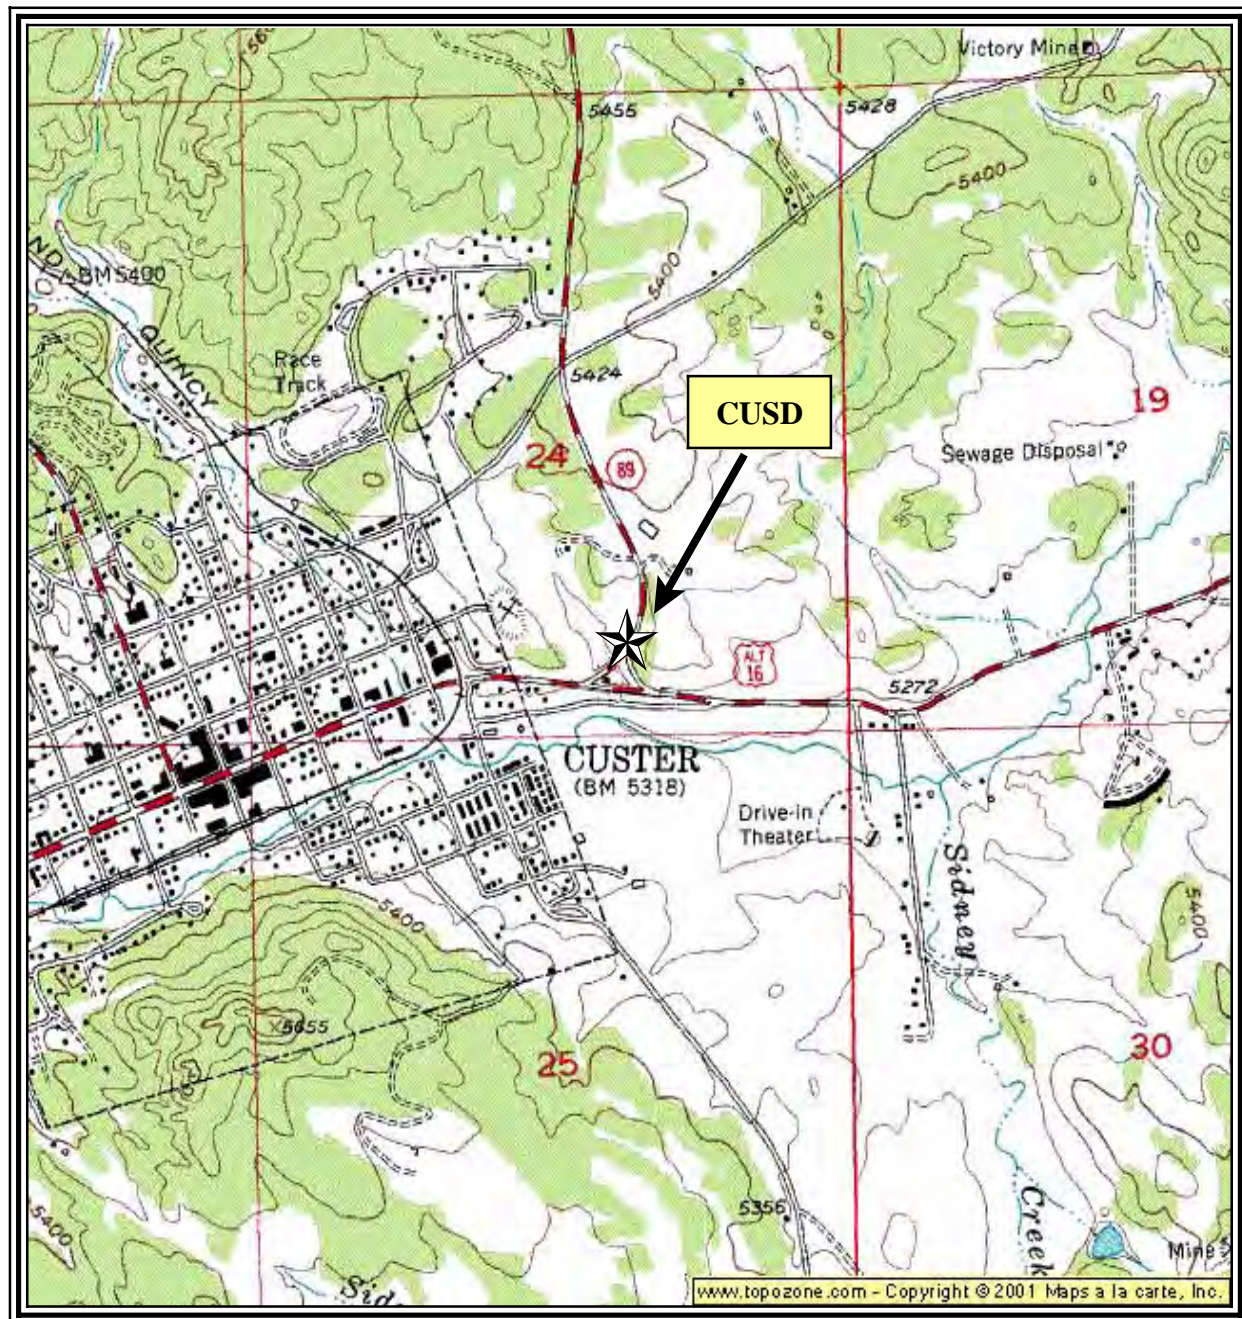 Victory Mine
5455
5428
5400
5400
ND
BM 5400
QUINCY
Race
Track
5424
CUSD
19
24
89
Sewage Disposal
ALT
16
5272
CUSTER
(BM 5318)
Drive-in
Theater
Sidney
5400
5400
5655
25
30
5356
Creek
5400
Mine
www.topozone.com - Copyright © 2001 Maps a la carte, Inc.